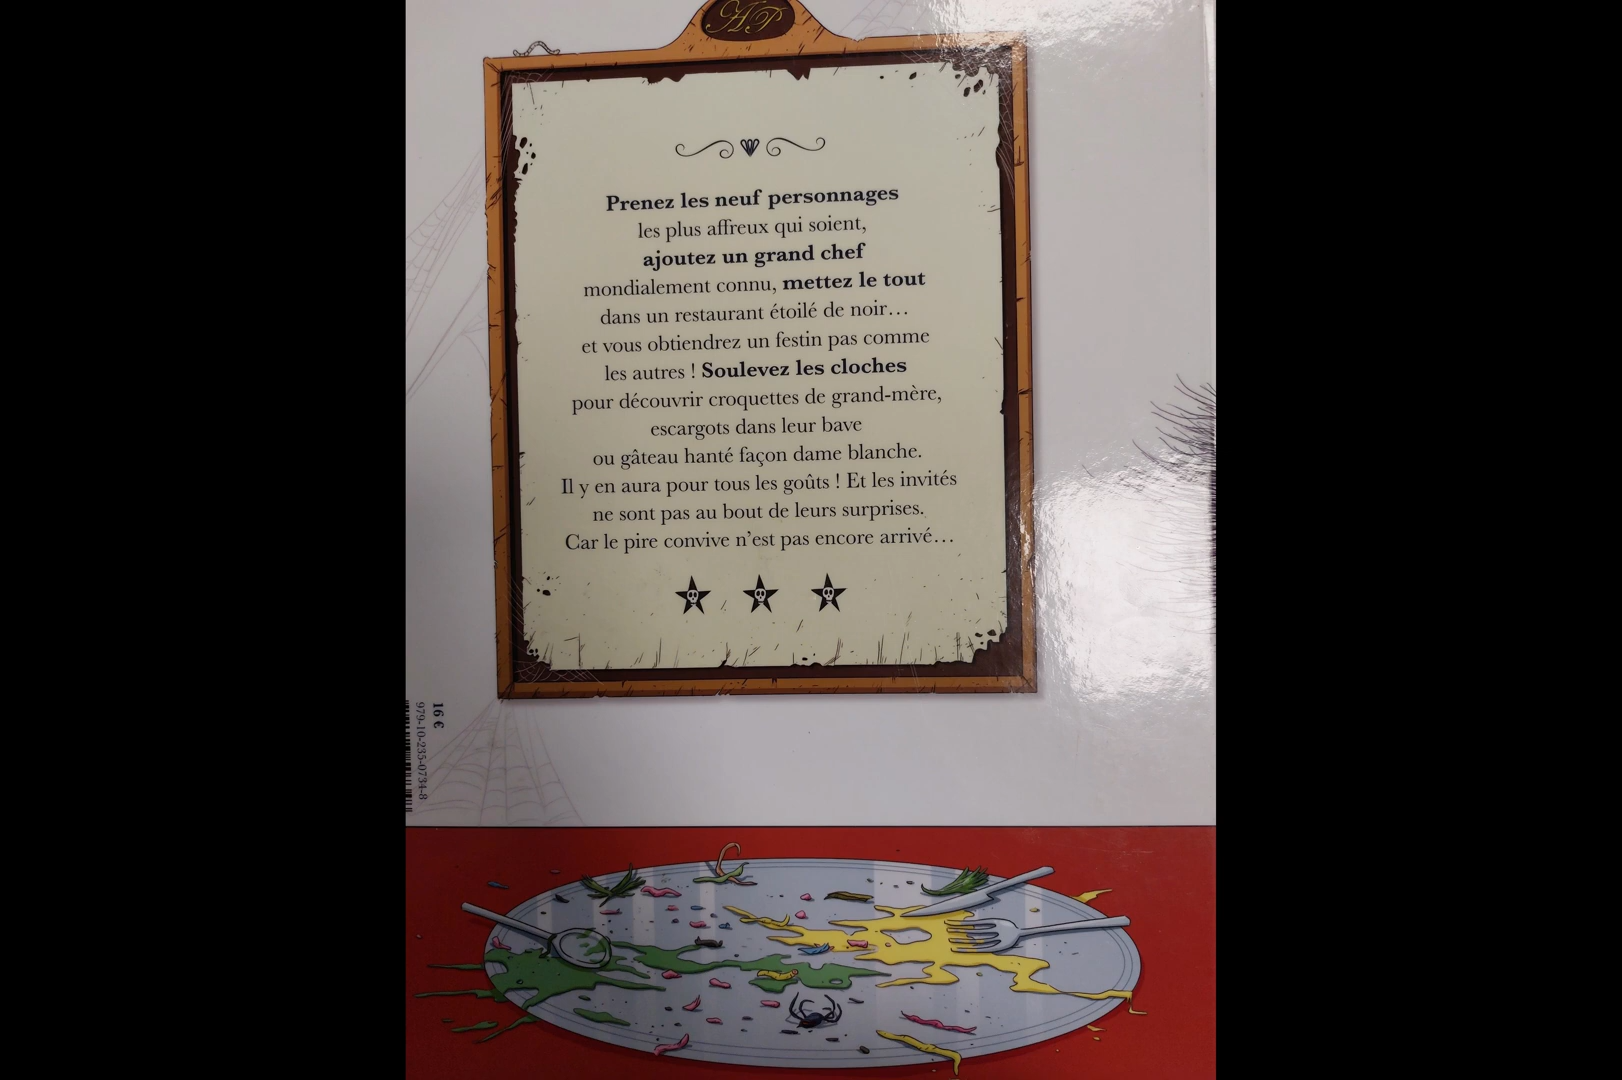 AP
Prenez les neuf personnages
les plus affreux qui soient,
ajoutez un grand chef
mondialement connu, mettez le tout
dans un restaurant étoilé de noir…
et vous obtiendrez un festin pas comme
les autres ! Soulevez les cloches
pour découvrir croquettes de grand-mère,
escargots dans leur bave
ou gâteau hanté façon dame blanche.
Il y en aura pour tous les goûts ! Et les invités
ne sont pas au bout de leurs surprises.
Car le pire convive n’est pas encore arrivé…
16 €
979-10-235-0734-8